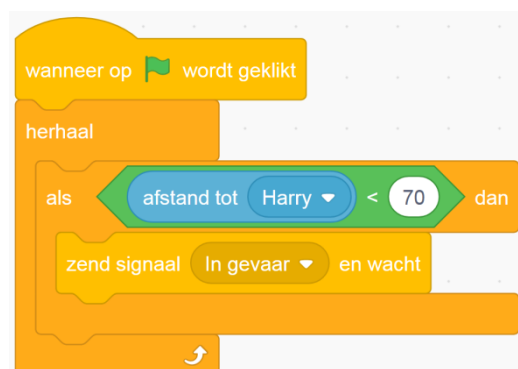 wanneer op wordt geklikt
herhaal
als afstand tot Harry < 70 dan
zend signaal In gevaar en wacht